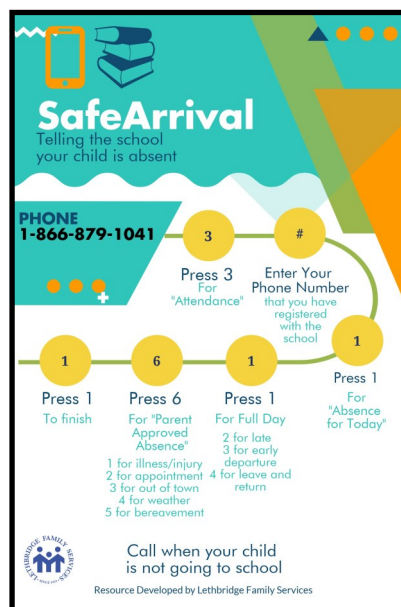 SafeArrival
Telling the school
your child is absent
PHONE
1-866-879-1041
3
Press 3
For
"Attendance"
#
Enter Your
Phone Number
that you have
registered
with the
school
1
Press 1
For
"Absence
for Today"
1
Press 1
For Full Day
2 for late
3 for early
departure
4 for leave and
return
6
Press 6
For "Parent
Approved
Absence"
1 for illness/injury
2 for appointment
3 for out of town
4 for weather
5 for bereavement
1
Press 1
To finish
LETHBRIDGE FAMILY SERVICES
Call when your child
is not going to school
Resource Developed by Lethbridge Family Services